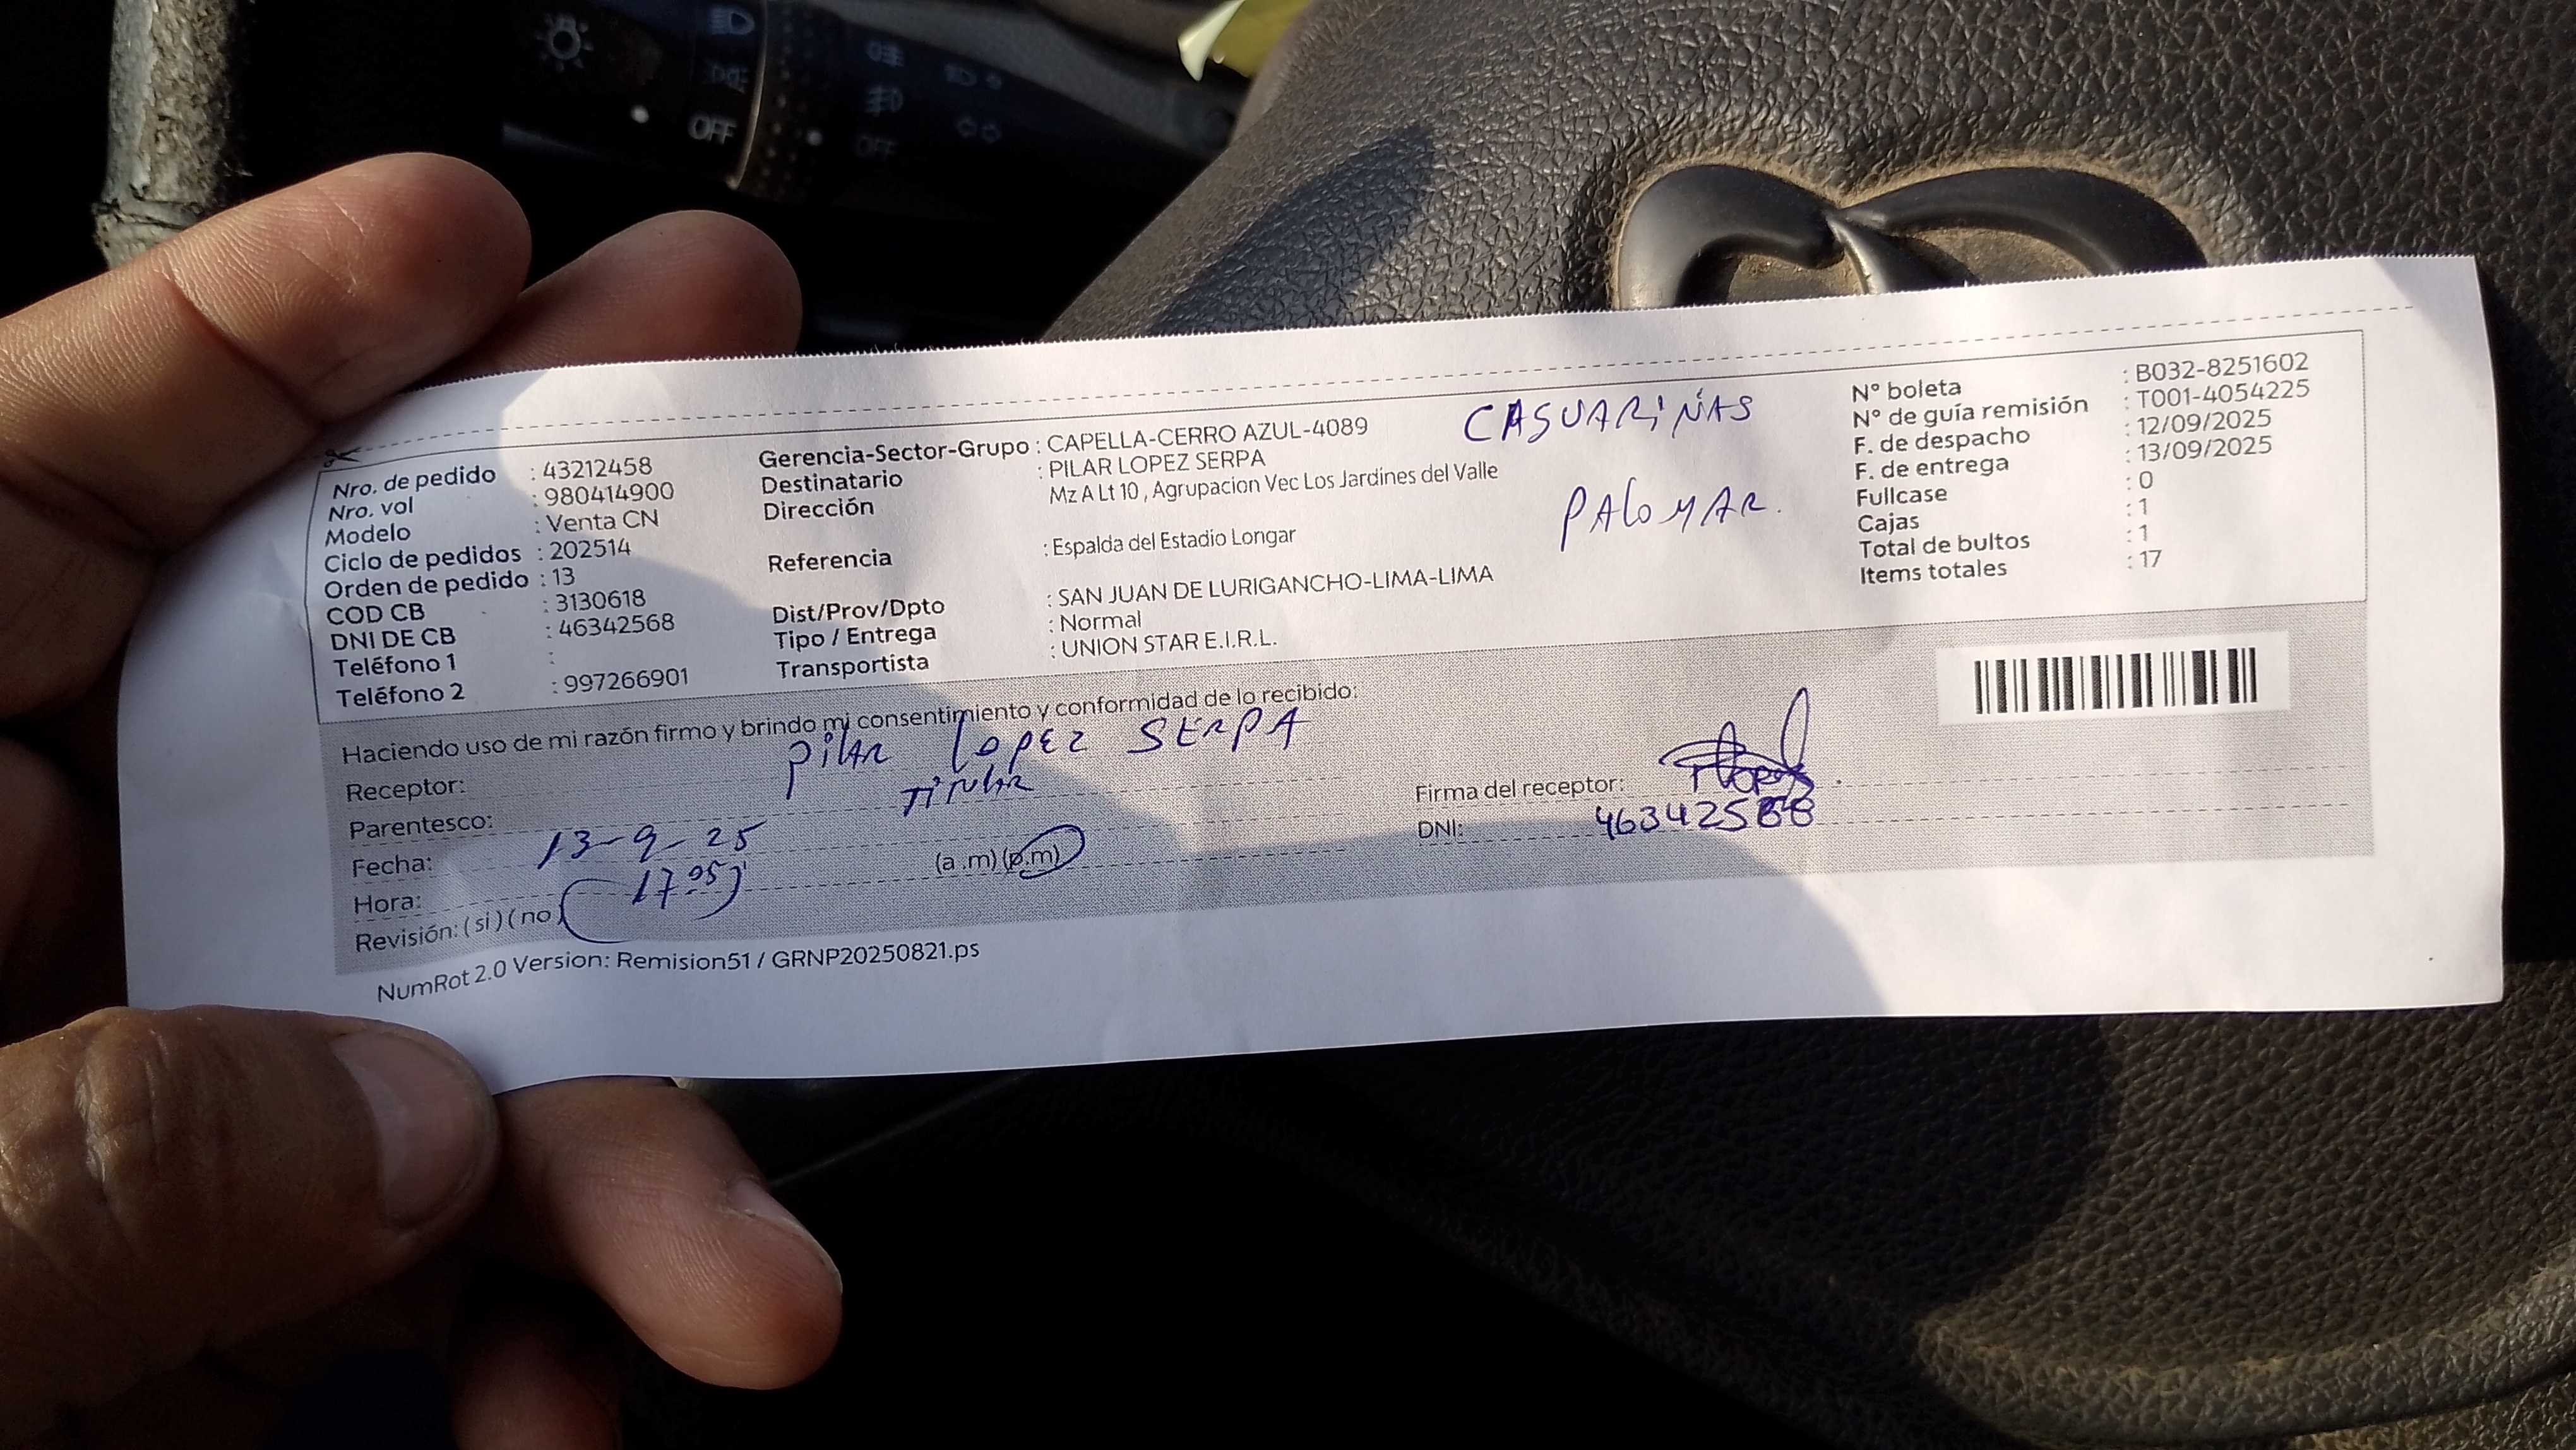 OFF
OFF
Nro. de pedido : 43212458
Nro. vol : 980414900
Modelo : Venta CN
Ciclo de pedidos : 202514
Orden de pedido : 13
COD CB : 3130618
DNI DE CB : 46342568
Teléfono 1 :
Teléfono 2 : 997266901
Gerencia-Sector-Grupo : CAPELLA-CERRO AZUL-4089
Destinatario : PILAR LOPEZ SERPA
Dirección Mz A Lt 10 , Agrupacion Vec Los Jardines del Valle
Referencia : Espalda del Estadio Longar
Dist/Prov/Dpto : SAN JUAN DE LURIGANCHO-LIMA-LIMA
Tipo / Entrega : Normal
Transportista : UNION STAR E.I.R.L.
CASUARIÑAS
PALOMAR.
Nº boleta : B032-8251602
Nº de guía remisión : T001-4054225
F. de despacho : 12/09/2025
F. de entrega : 13/09/2025
Fullcase : 0
Cajas : 1
Total de bultos : 1
Items totales : 17
Haciendo uso de mi razón firmo y brindo mi consentimiento y conformidad de lo recibido:
Receptor: PILAR LOPEZ SERPA
Parentesco: TITULAR
Fecha: 13-9-25
Hora: 17:05 (a .m) (p.m)
Revisión: ( si ) ( no )
Firma del receptor:
DNI: 46342568
NumRot 2.0 Version: Remision51 / GRNP20250821.ps